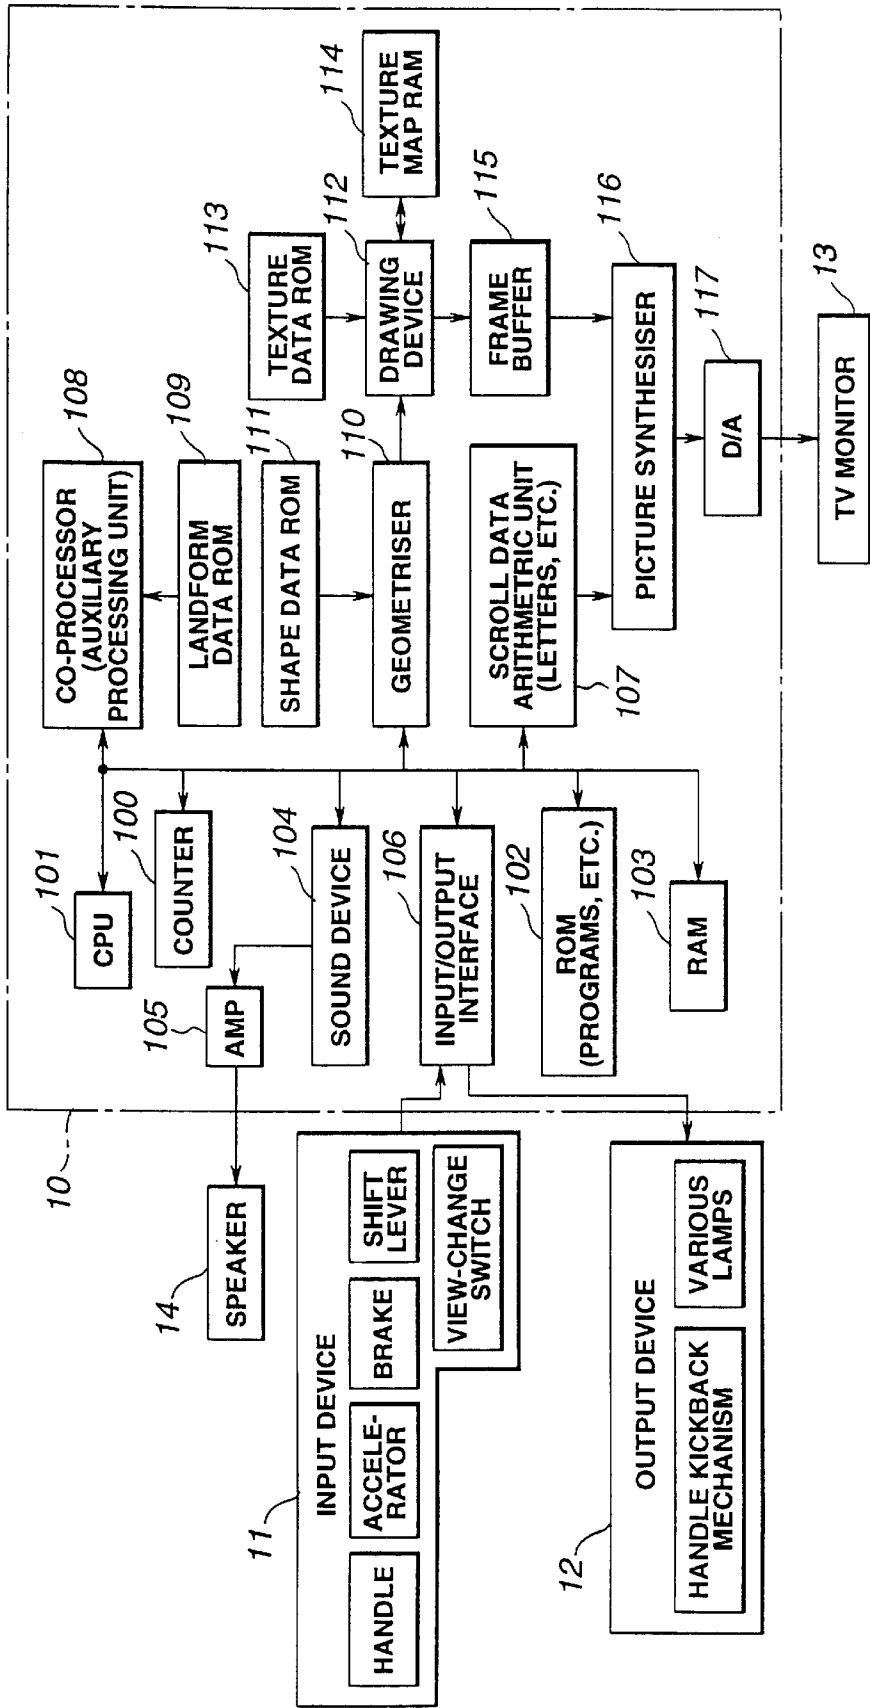 10
101
CPU
100
COUNTER
105
AMP
104
SOUND DEVICE
106
INPUT/OUTPUT
INTERFACE
102
ROM
(PROGRAMS, ETC.)
103
RAM
108
CO-PROCESSOR
(AUXILIARY
PROCESSING UNIT)
109
LANDFORM
DATA ROM
111
SHAPE DATA ROM
110
GEOMETRISER
107
SCROLL DATA
ARITHMETRIC UNIT
(LETTERS, ETC.)
113
TEXTURE
DATA ROM
112
DRAWING
DEVICE
114
TEXTURE
MAP RAM
115
FRAME
BUFFER
116
PICTURE SYNTHESISER
117
D/A
13
TV MONITOR
14
SPEAKER
11
INPUT DEVICE
HANDLE
ACCELE-
RATOR
BRAKE
SHIFT
LEVER
VIEW-CHANGE
SWITCH
12
OUTPUT DEVICE
HANDLE KICKBACK
MECHANISM
VARIOUS
LAMPS